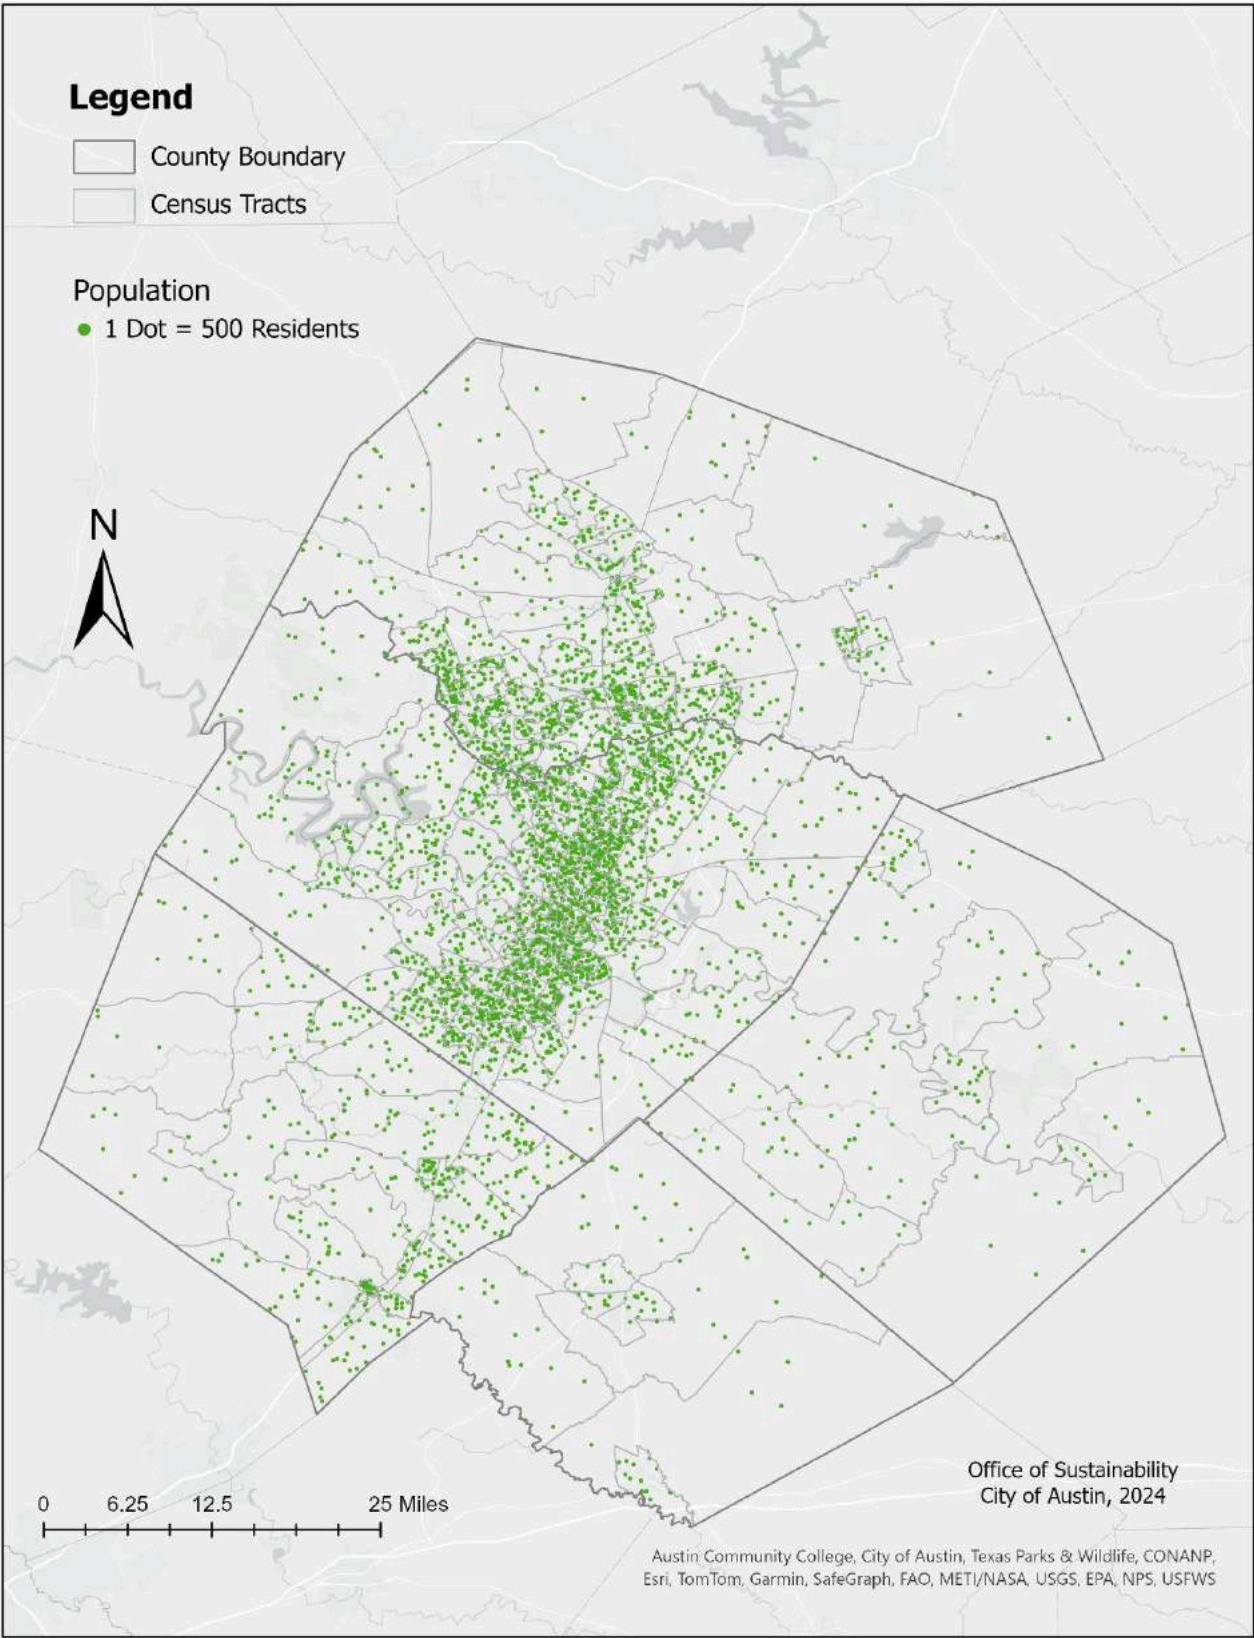 Legend
County Boundary
Census Tracts
Population
1 Dot = 500 Residents
N
0 6.25 12.5 25 Miles
Office of Sustainability
City of Austin, 2024
Austin Community College, City of Austin, Texas Parks & Wildlife, CONANP,
Esri, TomTom, Garmin, SafeGraph, FAO, METI/NASA, USGS, EPA, NPS, USFWS